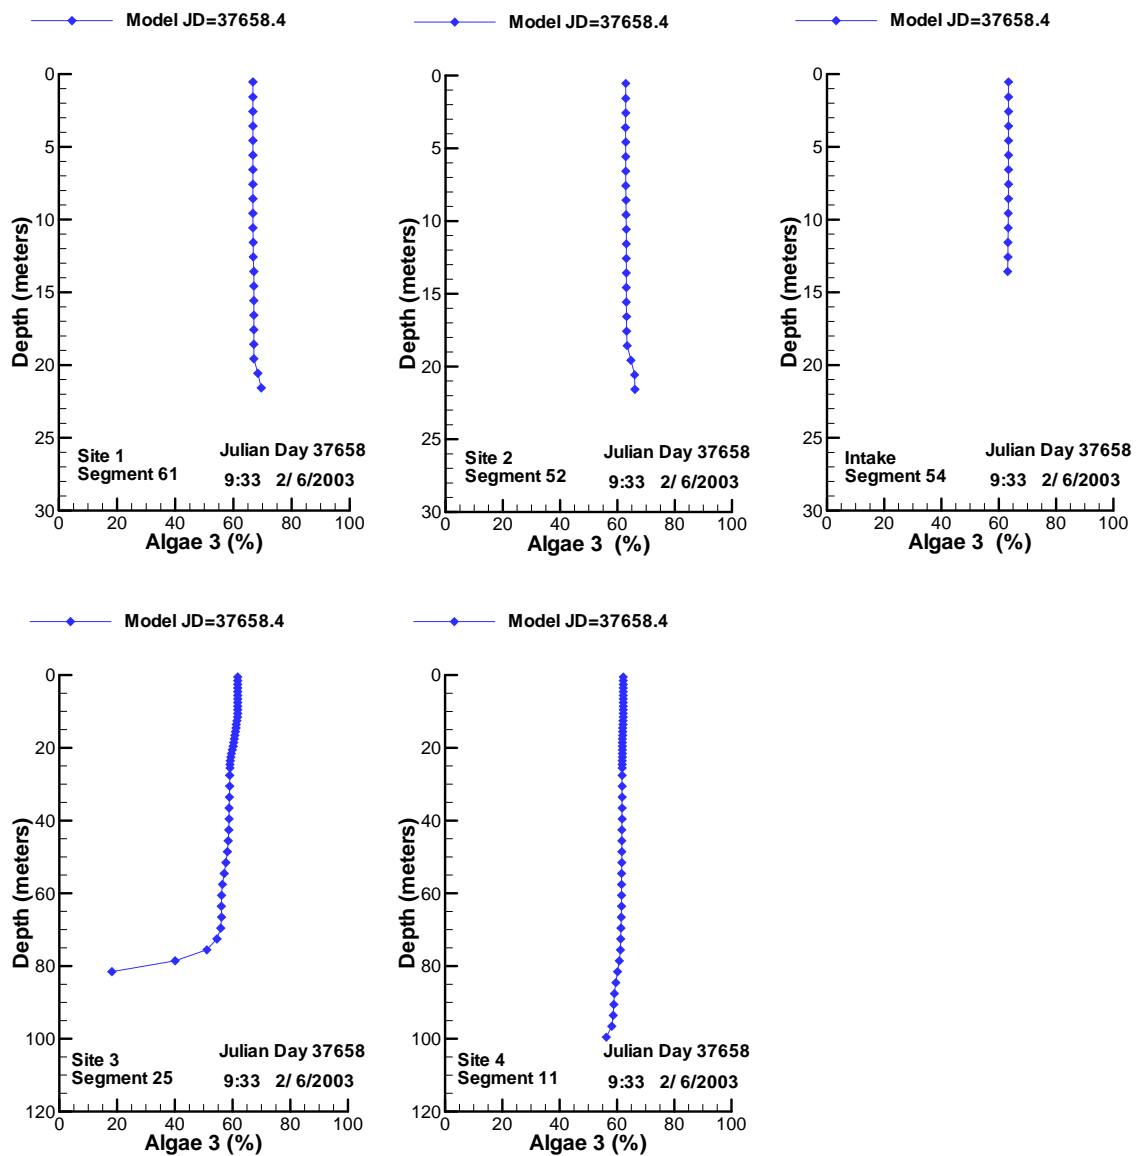 Model JD=37658.4
0
5
10
15
20
25
30
0 20 40 60 80 100
Depth (meters)
Algae 3 (%)
Site 1
Segment 61
Julian Day 37658
9:33 2/ 6/2003
Model JD=37658.4
0
5
10
15
20
25
30
0 20 40 60 80 100
Depth (meters)
Algae 3 (%)
Site 2
Segment 52
Julian Day 37658
9:33 2/ 6/2003
Model JD=37658.4
0
5
10
15
20
25
30
0 20 40 60 80 100
Depth (meters)
Algae 3 (%)
Intake
Segment 54
Julian Day 37658
9:33 2/ 6/2003
Model JD=37658.4
0
20
40
60
80
100
120
0 20 40 60 80 100
Depth (meters)
Algae 3 (%)
Site 3
Segment 25
Julian Day 37658
9:33 2/ 6/2003
Model JD=37658.4
0
20
40
60
80
100
120
0 20 40 60 80 100
Depth (meters)
Algae 3 (%)
Site 4
Segment 11
Julian Day 37658
9:33 2/ 6/2003